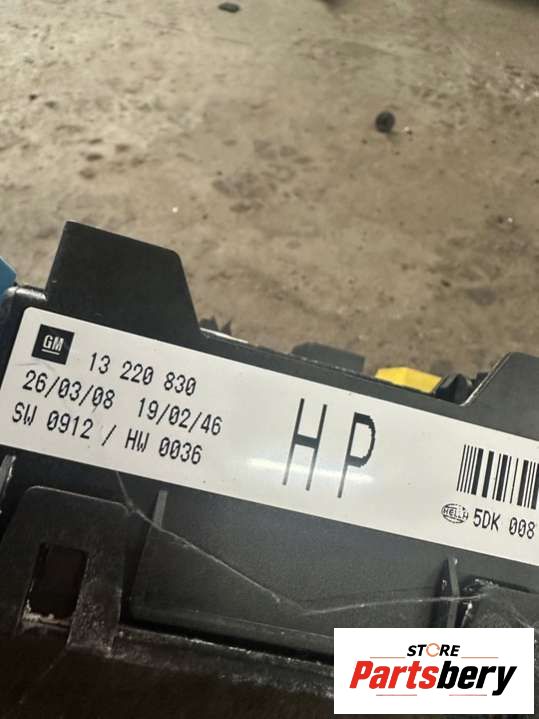 GM 13 220 830
26/03/08 19/02/46
SW 0912 / HW 0036
HP
HELLA 5DK 008
STORE
Partsbery